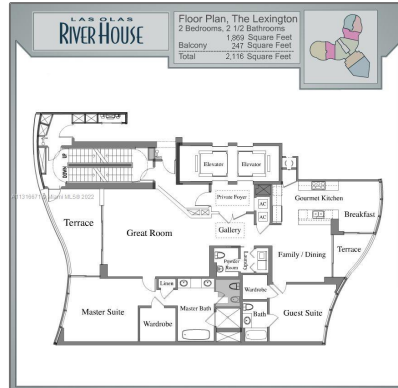 LAS OLAS
RIVER HOUSE
Floor Plan, The Lexington
2 Bedrooms, 2 1/2 Bathrooms
1,869 Square Feet
Balcony 247 Square Feet
Total 2,116 Square Feet
UP
DOWN
Elevator
Elevator
Private Foyer
AC
AC
Gourmet Kitchen
Breakfast
Terrace
Great Room
Gallery
Family / Dining
Terrace
Powder
Room
Laundry
Linen
Master Suite
Wardrobe
Master Bath
Wardrobe
Bath
Guest Suite